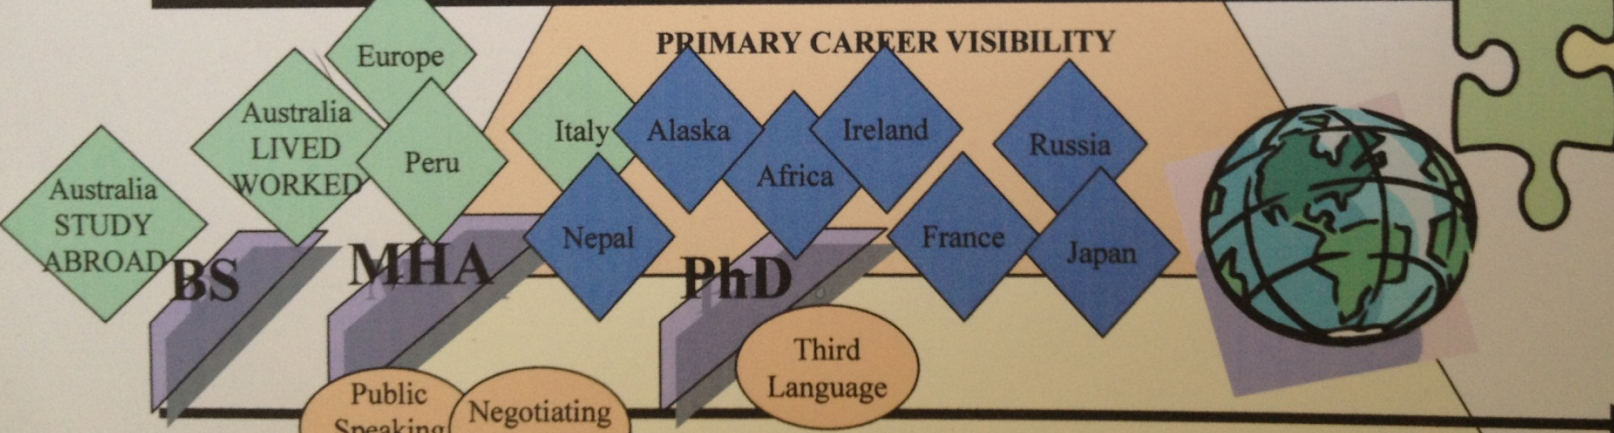 PRIMARY CAREER VISIBILITY
Europe
Australia
LIVED
WORKED
Peru
Italy
Alaska
Ireland
Russia
Africa
Australia
STUDY
ABROAD
Nepal
France
Japan
BS
MHA
PhD
Third
Language
Public
Speaking
Negotiating